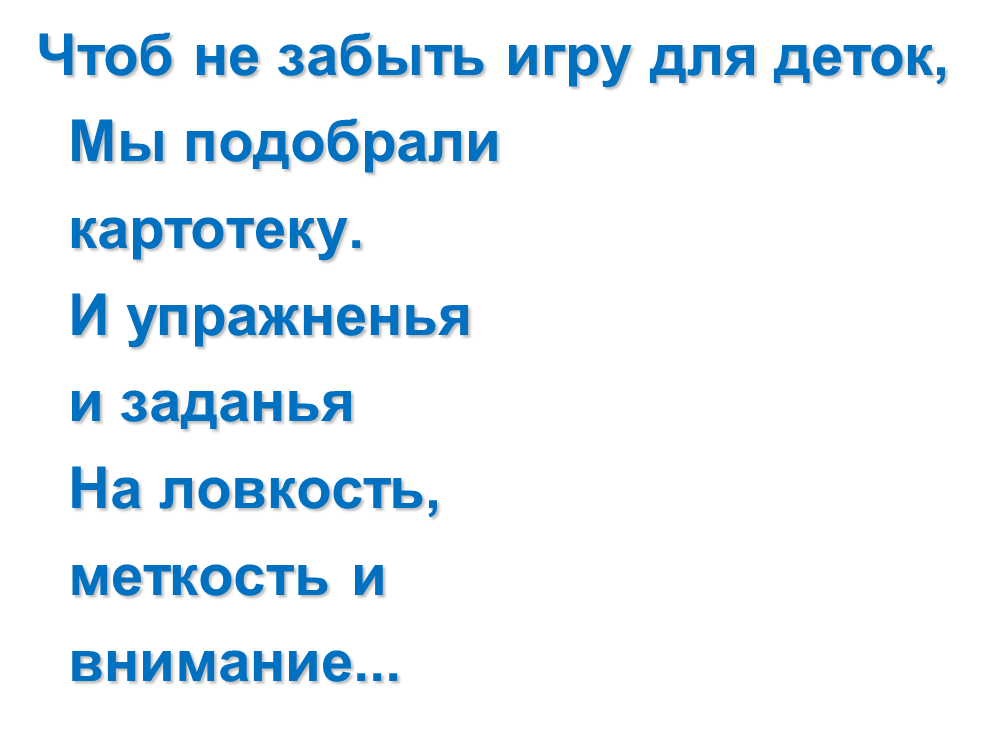 Чтоб не забыть игру для деток,
Мы подобрали
картотеку.
И упражненья
и заданья
На ловкость,
меткость и
внимание...